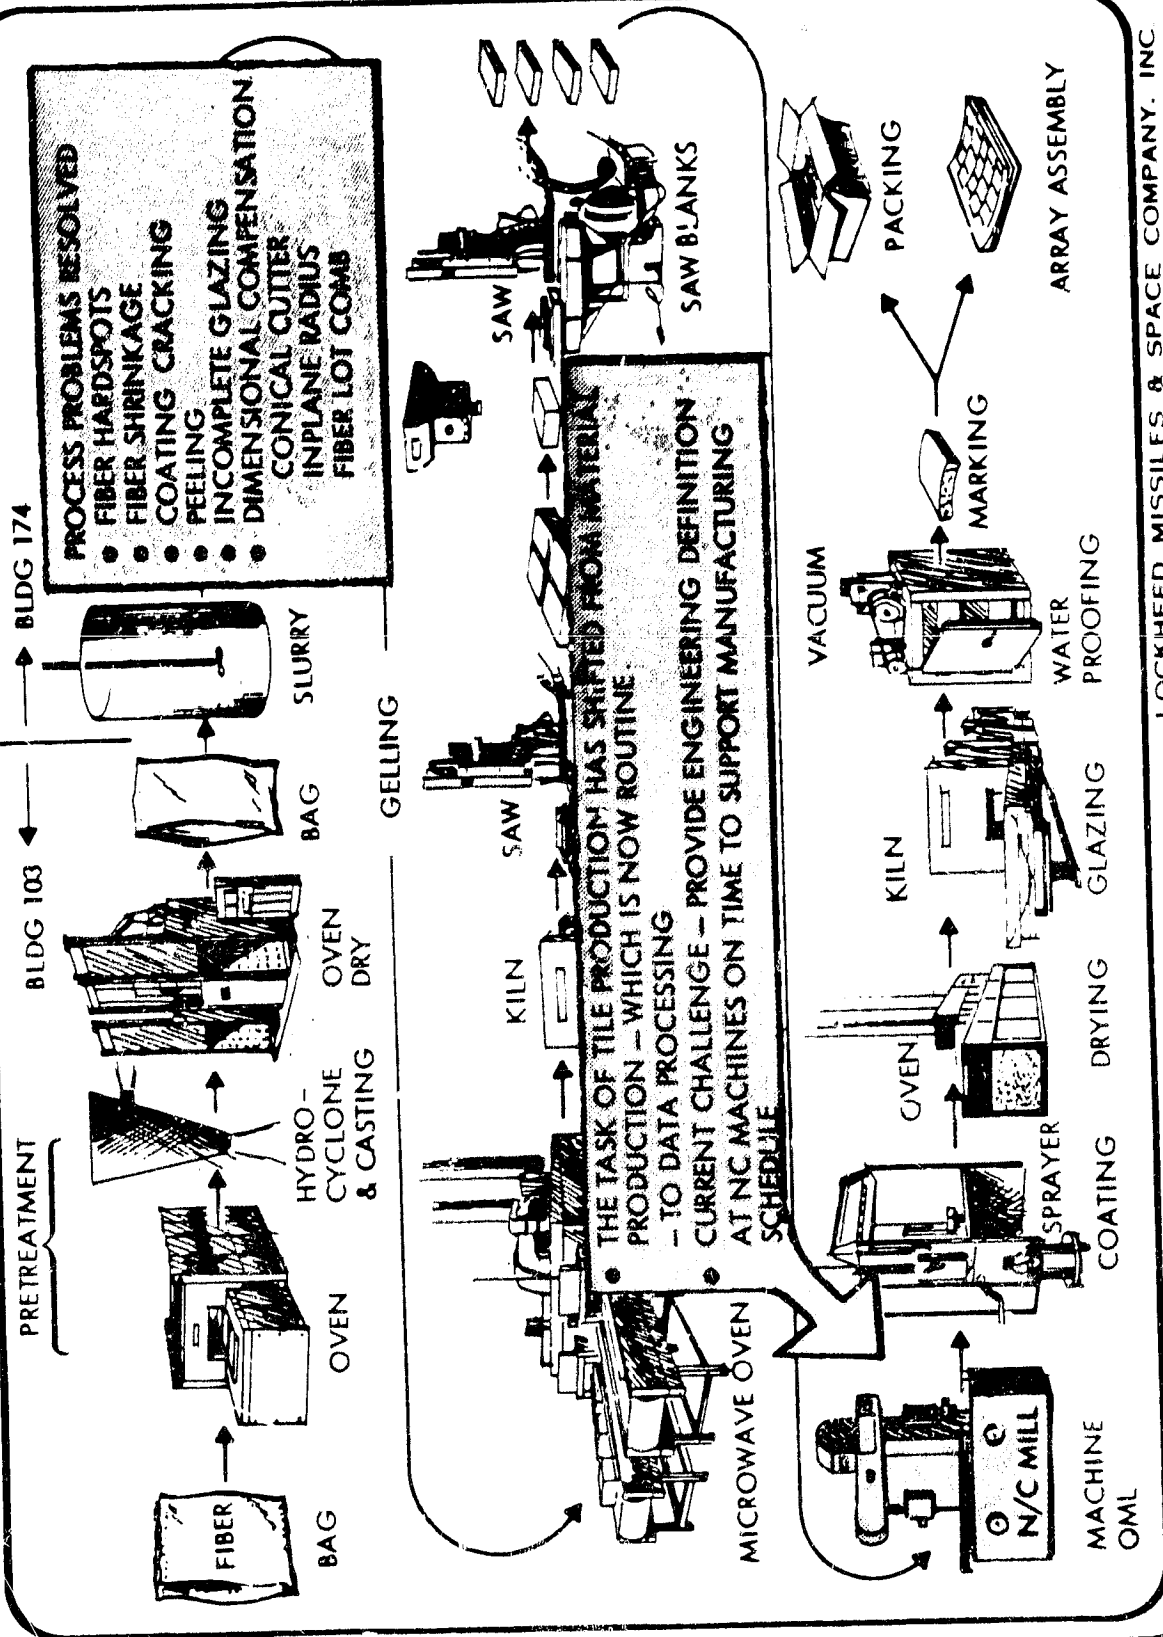 PRETREATMENT
BLDG 103
BLDG 174
FIBER
BAG
OVEN
HYDRO-
CYCLONE
& CASTING
OVEN
DRY
BAG
SLURRY
PROCESS PROBLEMS RESOLVED
● FIBER HARDSPOTS
● FIBER SHRINKAGE
● COATING CRACKING
● PEELING
● INCOMPLETE GLAZING
● DIMENSIONAL COMPENSATION
CONICAL CUTTER
INPLANE RADIUS
FIBER LOT COMB
GELLING
MICROWAVE OVEN
KILN
SAW
SAW
SAW BLANKS
● THE TASK OF TILE PRODUCTION HAS SHIFTED FROM MATERIAL
PRODUCTION – WHICH IS NOW ROUTINE
– TO DATA PROCESSING
● CURRENT CHALLENGE – PROVIDE ENGINEERING DEFINITION
AT NC MACHINES ON TIME TO SUPPORT MANUFACTURING
SCHEDULE
N/C MILL
MACHINE
OML
SPRAYER
COATING
OVEN
DRYING
KILN
GLAZING
VACUUM
WATER
PROOFING
MARKING
PACKING
ARRAY ASSEMBLY
LOCKHEED MISSILES & SPACE COMPANY, INC